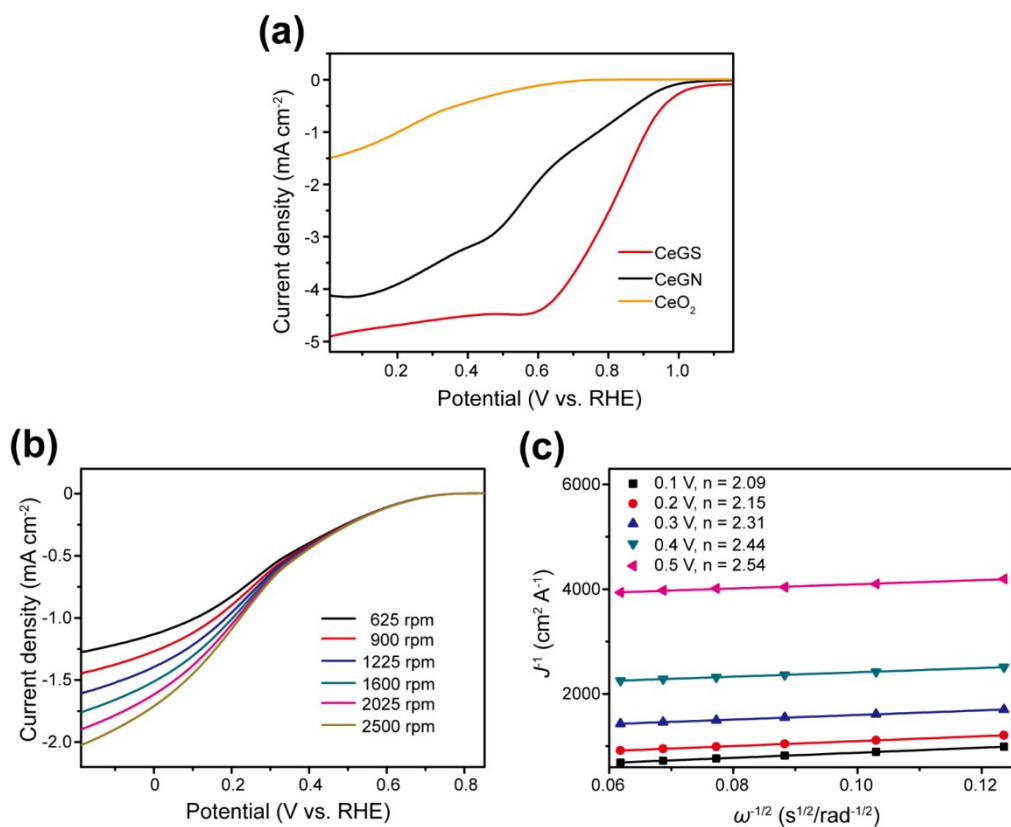 (a)
0
-1
-2
-3
-4
-5
Current density (mA cm⁻²)
CeGS
CeGN
CeO₂
0.2
0.4
0.6
0.8
1.0
Potential (V vs. RHE)
(b)
0
-0.5
-1.0
-1.5
-2.0
Current density (mA cm⁻²)
625 rpm
900 rpm
1225 rpm
1600 rpm
2025 rpm
2500 rpm
0
0.2
0.4
0.6
0.8
Potential (V vs. RHE)
(c)
6000
4000
2000
J⁻¹ (cm² A⁻¹)
0.1 V, n = 2.09
0.2 V, n = 2.15
0.3 V, n = 2.31
0.4 V, n = 2.44
0.5 V, n = 2.54
0.06
0.08
0.10
0.12
ω⁻¹/² (s¹/²/rad⁻¹/²)